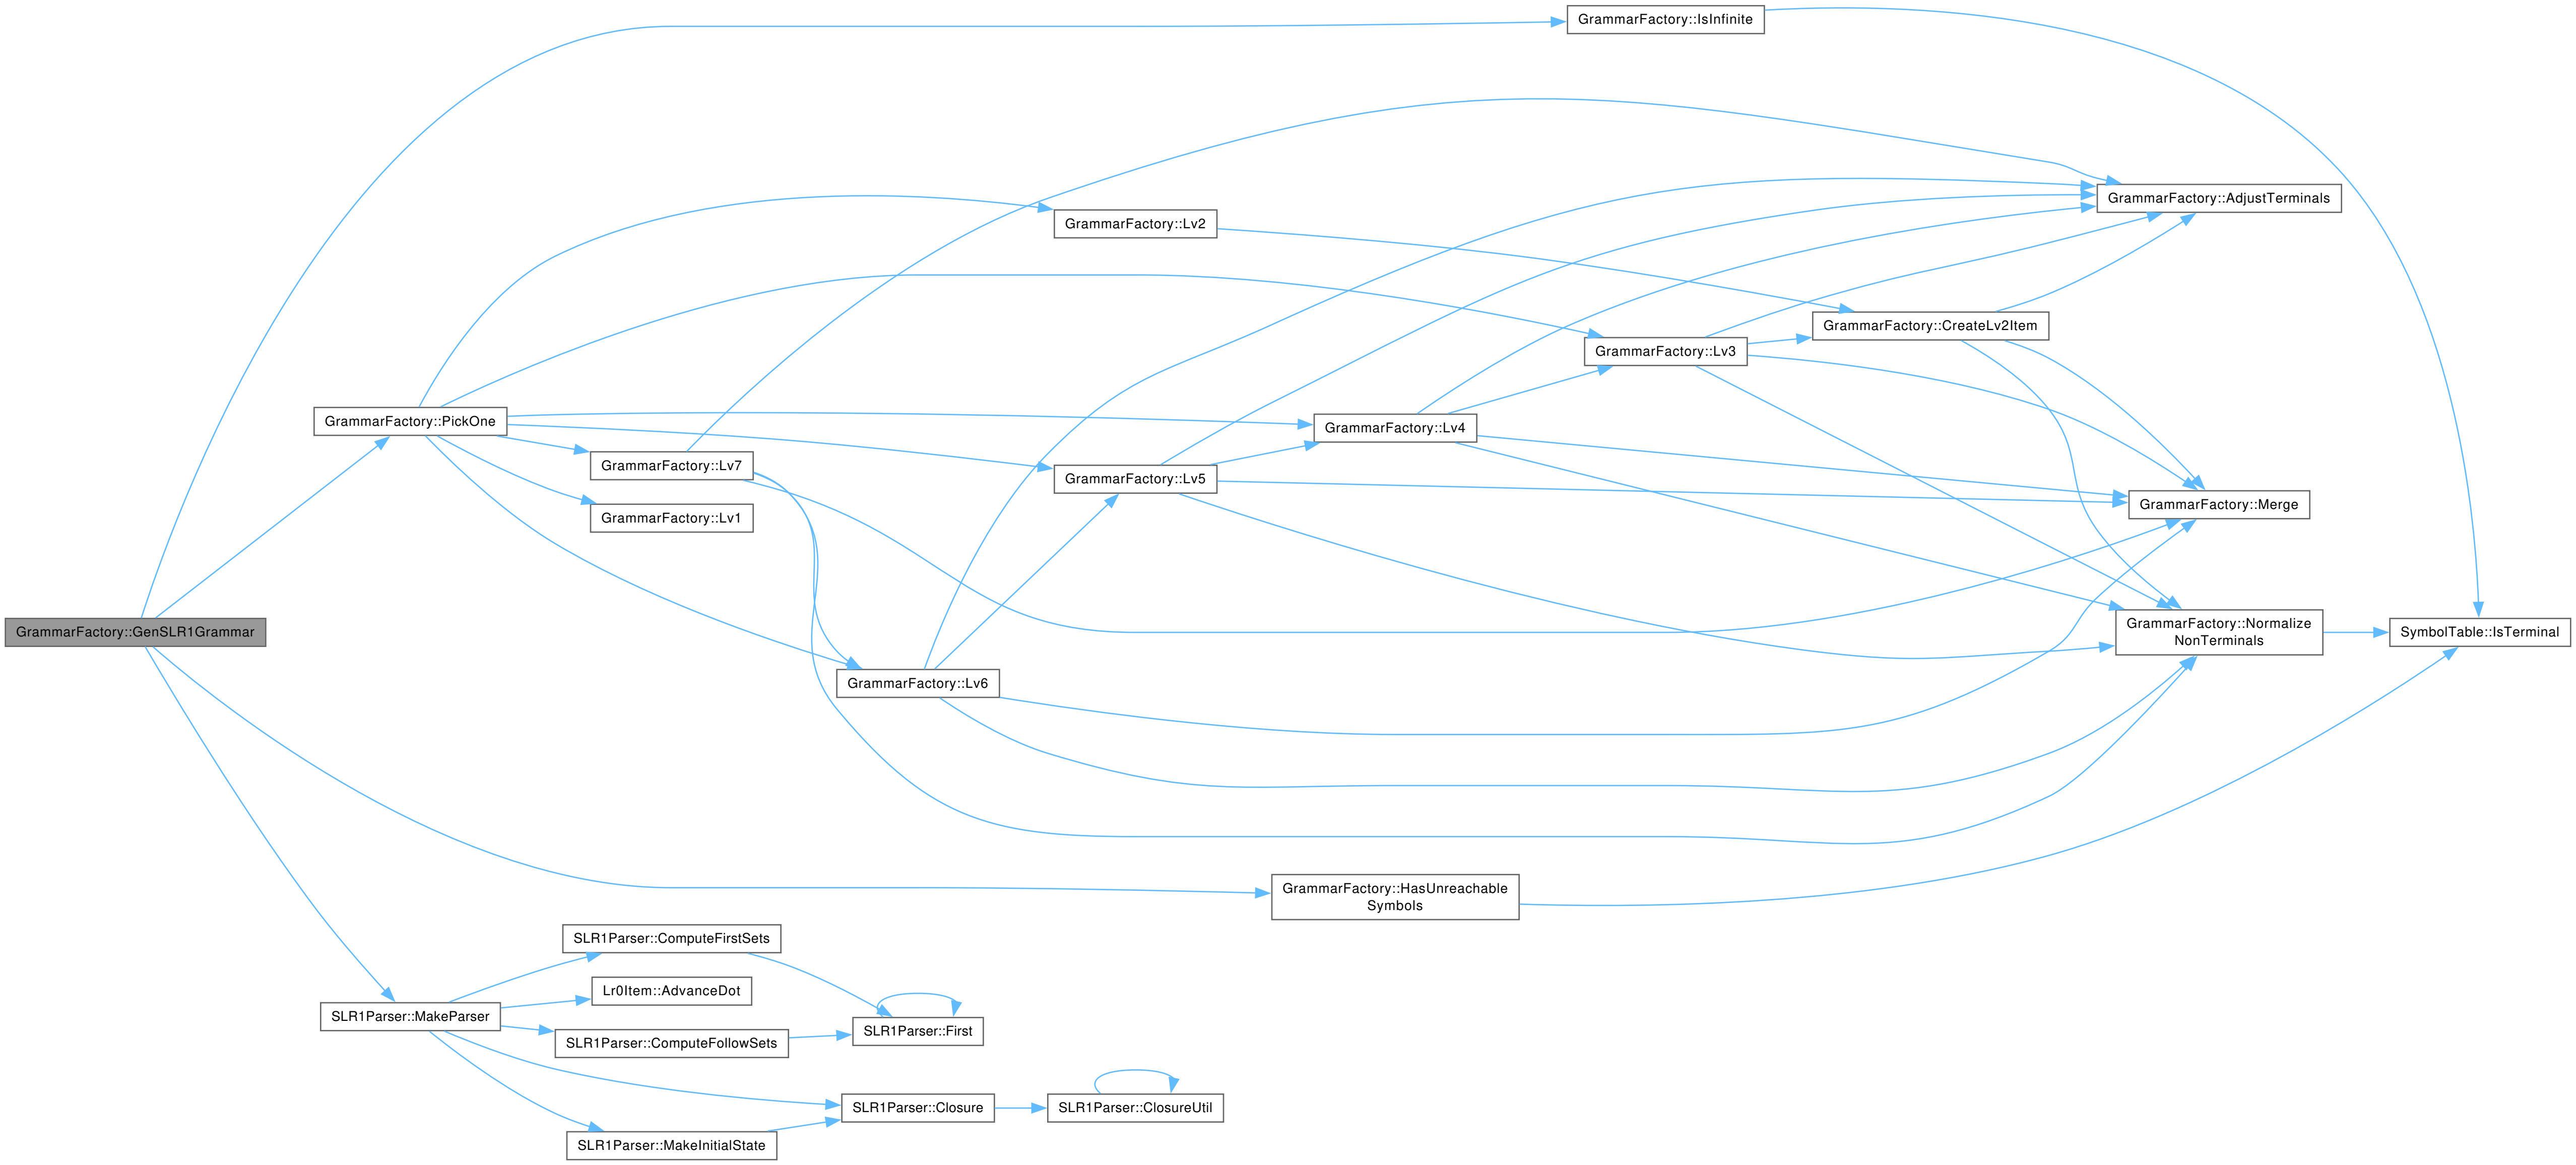 GrammarFactory::IsInfinite
GrammarFactory::AdjustTerminals
GrammarFactory::Lv2
GrammarFactory::CreateLv2Item
GrammarFactory::Lv3
GrammarFactory::PickOne
GrammarFactory::Lv4
GrammarFactory::Lv7
GrammarFactory::Lv5
GrammarFactory::Merge
GrammarFactory::Lv1
GrammarFactory::GenSLR1Grammar
GrammarFactory::Normalize
NonTerminals
SymbolTable::IsTerminal
GrammarFactory::Lv6
GrammarFactory::HasUnreachable
Symbols
SLR1Parser::ComputeFirstSets
Lr0Item::AdvanceDot
SLR1Parser::MakeParser
SLR1Parser::First
SLR1Parser::ComputeFollowSets
SLR1Parser::Closure
SLR1Parser::ClosureUtil
SLR1Parser::MakeInitialState